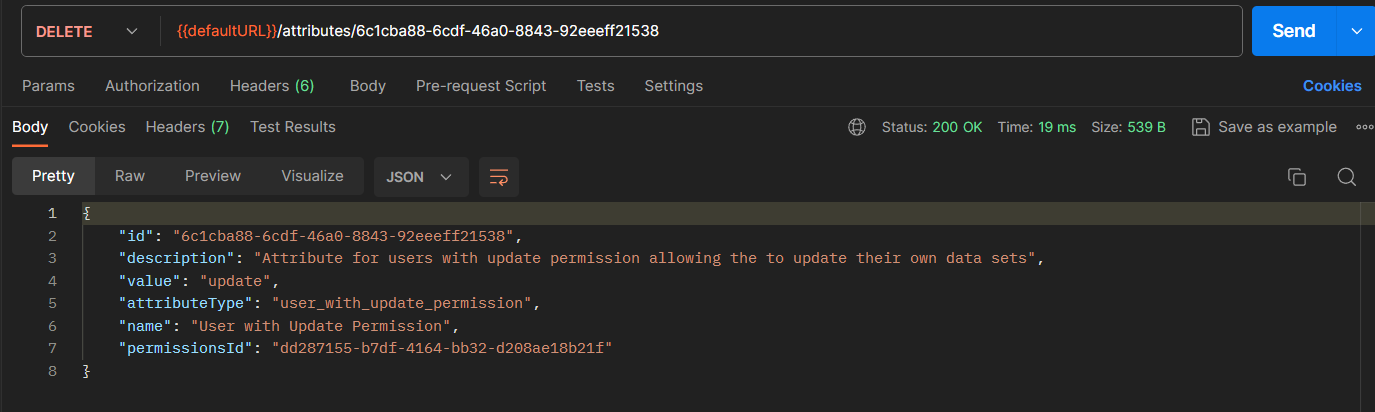 DELETE {{defaultURL}}/attributes/6c1cba88-6cdf-46a0-8843-92eeeff21538 Send
Params Authorization Headers (6) Body Pre-request Script Tests Settings Cookies
Body Cookies Headers (7) Test Results Status: 200 OK Time: 19 ms Size: 539 B Save as example
Pretty Raw Preview Visualize JSON
1 {
2 "id": "6c1cba88-6cdf-46a0-8843-92eeeff21538",
3 "description": "Attribute for users with update permission allowing the to update their own data sets",
4 "value": "update",
5 "attributeType": "user_with_update_permission",
6 "name": "User with Update Permission",
7 "permissionsId": "dd287155-b7df-4164-bb32-d208ae18b21f"
8 }